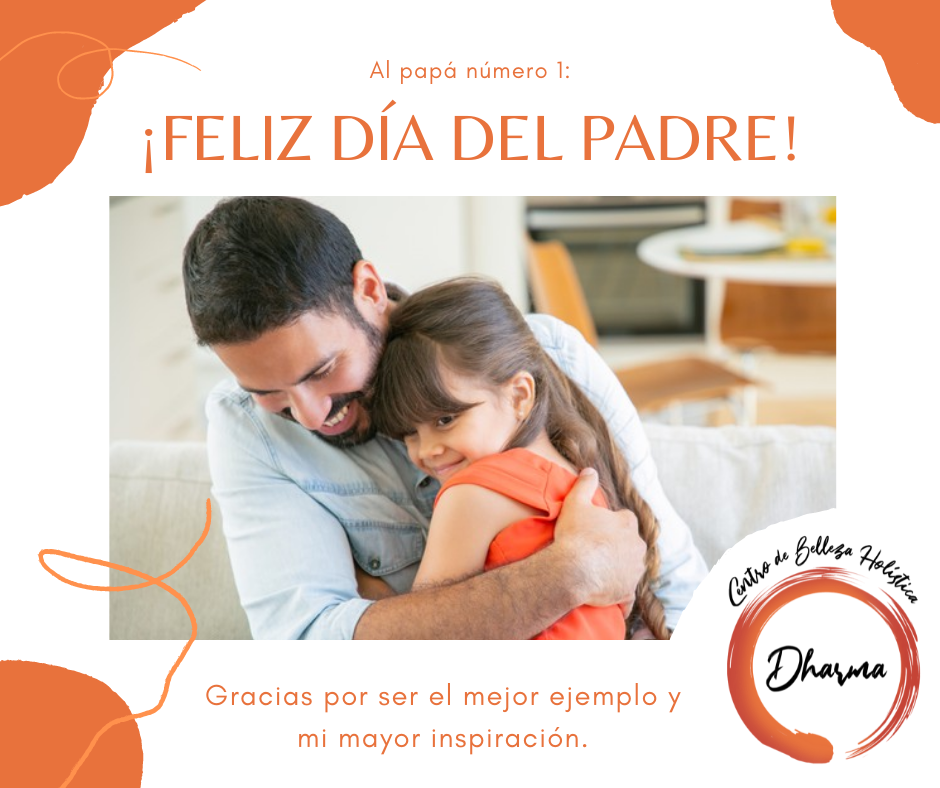 Al papá número 1:
¡FELIZ DÍA DEL PADRE!
Centro de Belleza Holística
Dharma
Gracias por ser el mejor ejemplo y
mi mayor inspiración.